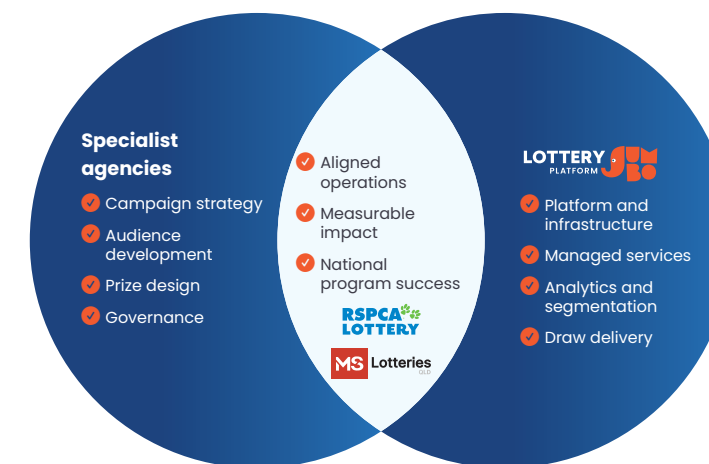 Specialist
agencies
Campaign strategy
Audience
development
Prize design
Governance
Aligned
operations
Measurable
impact
National
program success
RSPCA
LOTTERY
MS Lotteries
QLD
LOTTERY
PLATFORM
JUMBO
Platform and
infrastructure
Managed services
Analytics and
segmentation
Draw delivery